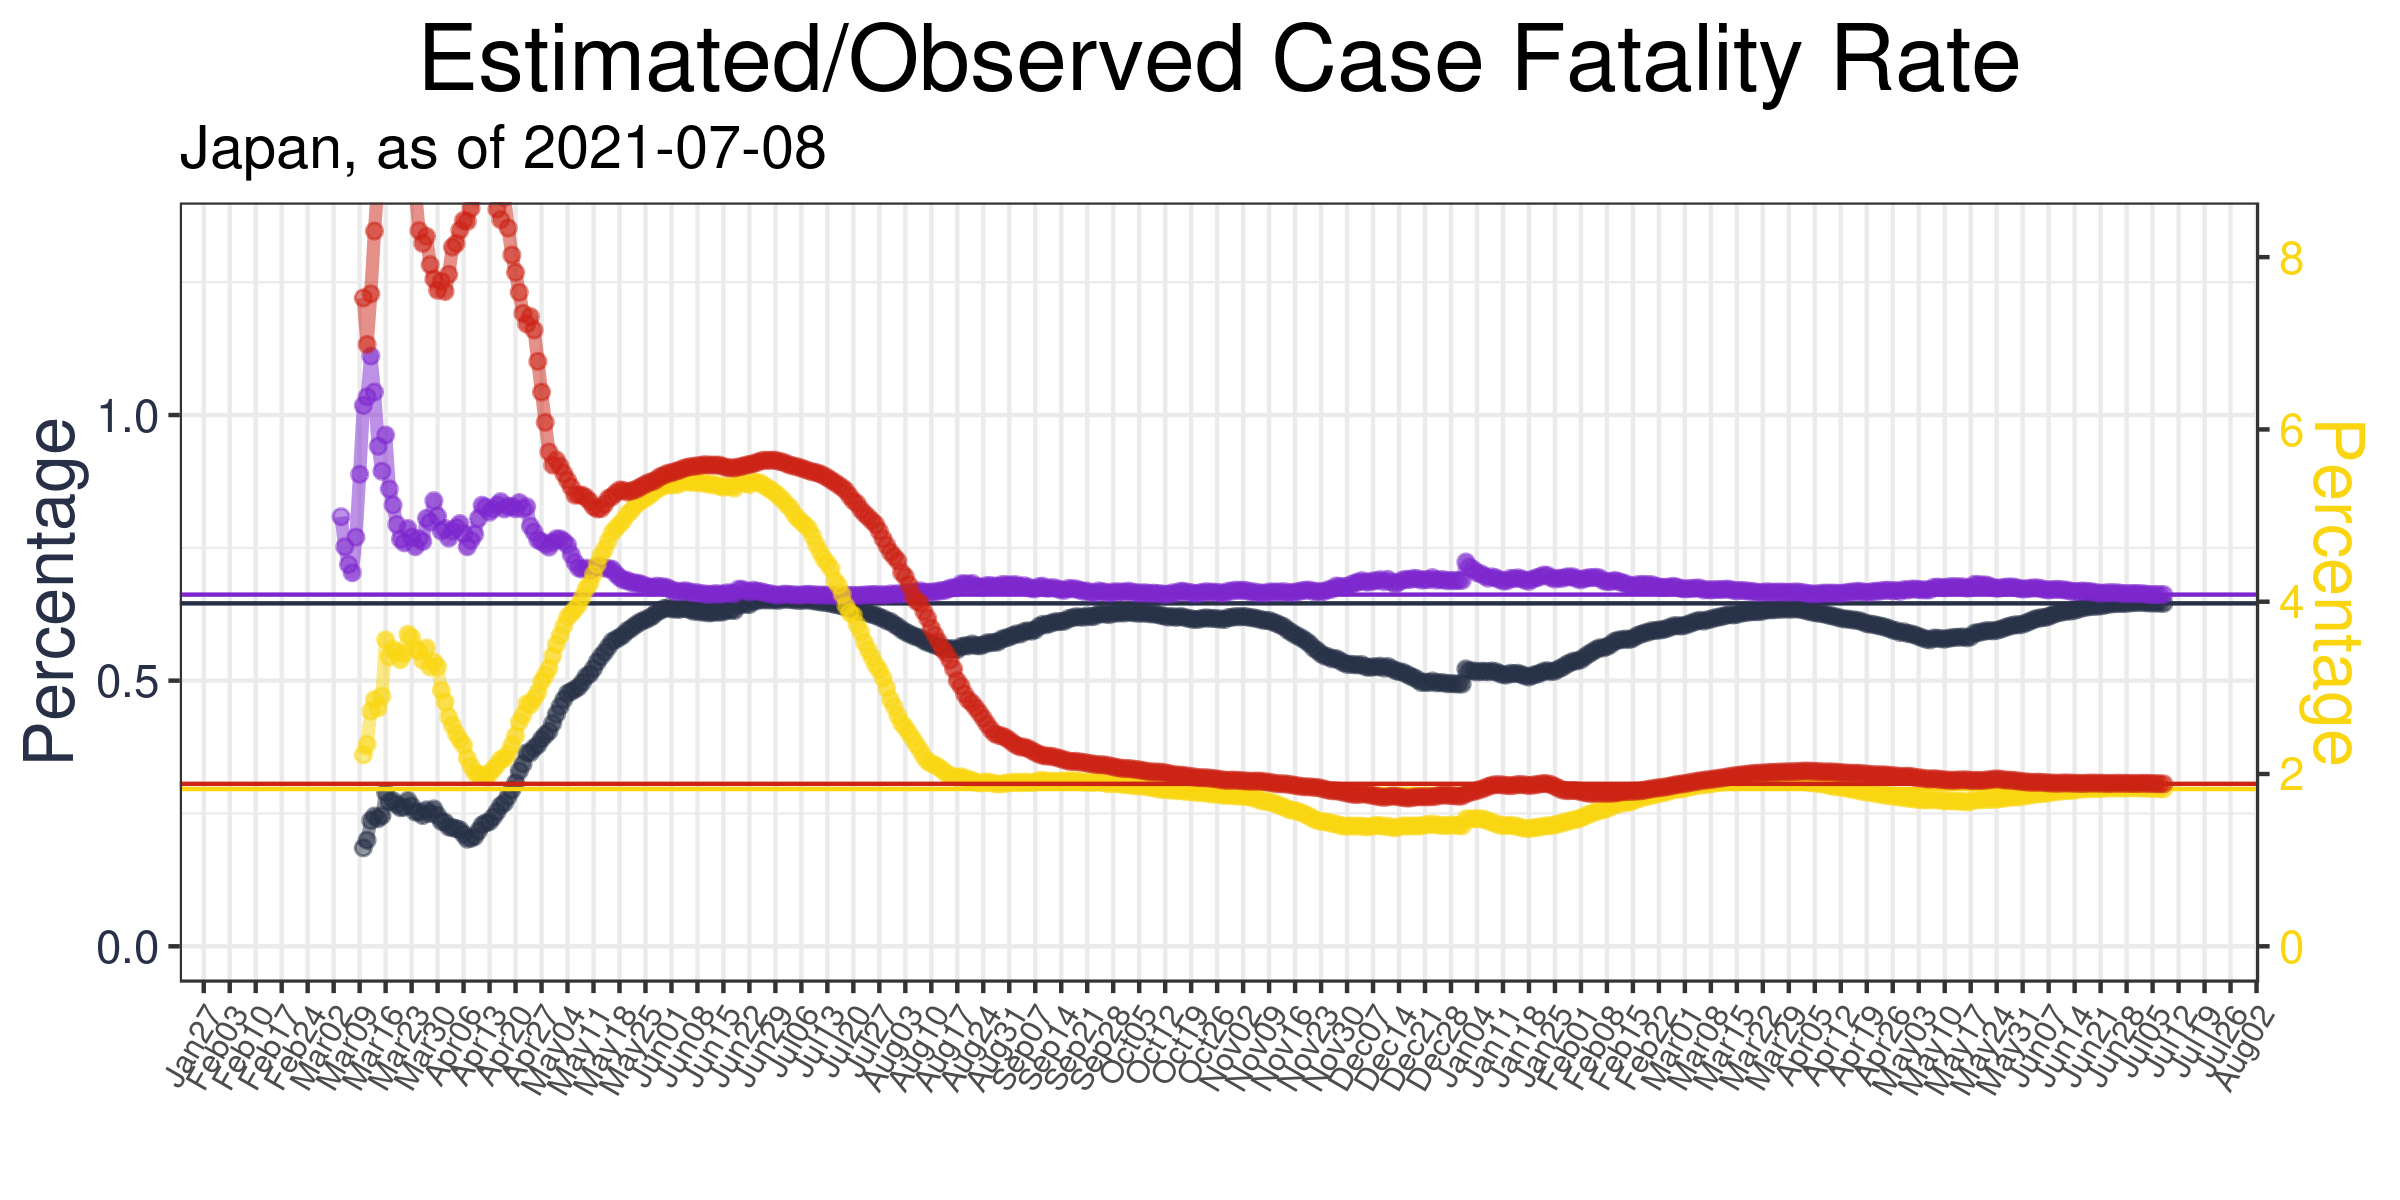 Estimated/Observed Case Fatality Rate
Japan, as of 2021-07-08
Percentage
1.0
0.5
0.0
8
6
4
2
0
Percentage
Jan27
Feb03
Feb10
Feb17
Feb24
Mar02
Mar09
Mar16
Mar23
Mar30
Apr06
Apr13
Apr20
Apr27
May04
May11
May18
May25
Jun01
Jun08
Jun15
Jun22
Jun29
Jul06
Jul13
Jul20
Jul27
Aug03
Aug10
Aug17
Aug24
Aug31
Sep07
Sep14
Sep21
Sep28
Oct05
Oct12
Oct19
Oct26
Nov02
Nov09
Nov16
Nov23
Nov30
Dec07
Dec14
Dec21
Dec28
Jan04
Jan11
Jan18
Jan25
Feb01
Feb08
Feb15
Feb22
Mar01
Mar08
Mar15
Mar22
Mar29
Apr05
Apr12
Apr19
Apr26
May03
May10
May17
May24
May31
Jun07
Jun14
Jun21
Jun28
Jul05
Jul12
Jul19
Jul26
Aug02